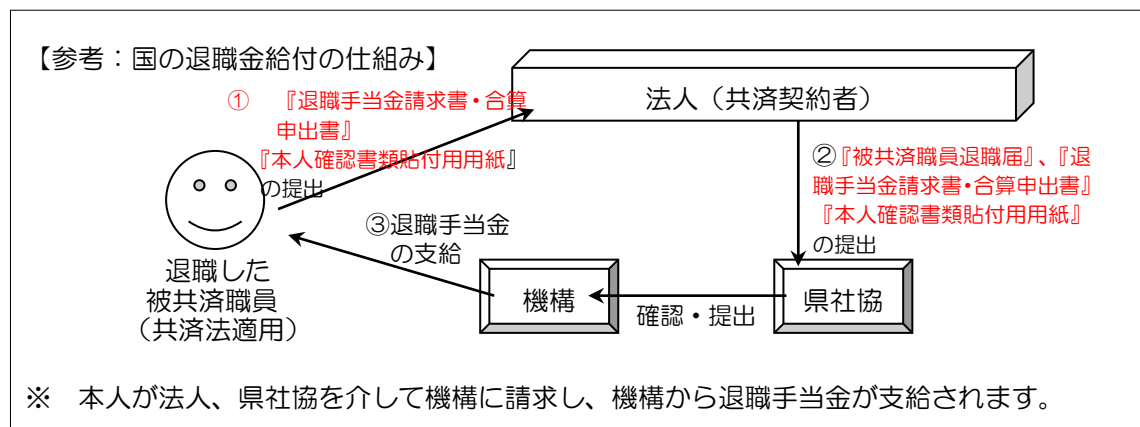 【参考：国の退職金給付の仕組み】
法人（共済契約者）
①　『退職手当金請求書・合算
申出書』
『本人確認書類貼付用用紙』
の提出
②『被共済職員退職届』、『退
職手当金請求書・合算申出書』
『本人確認書類貼付用用紙』
の提出
③退職手当金
の支給
退職した
被共済職員
（共済法適用）
機構
確認・提出
県社協
※　本人が法人、県社協を介して機構に請求し、機構から退職手当金が支給されます。